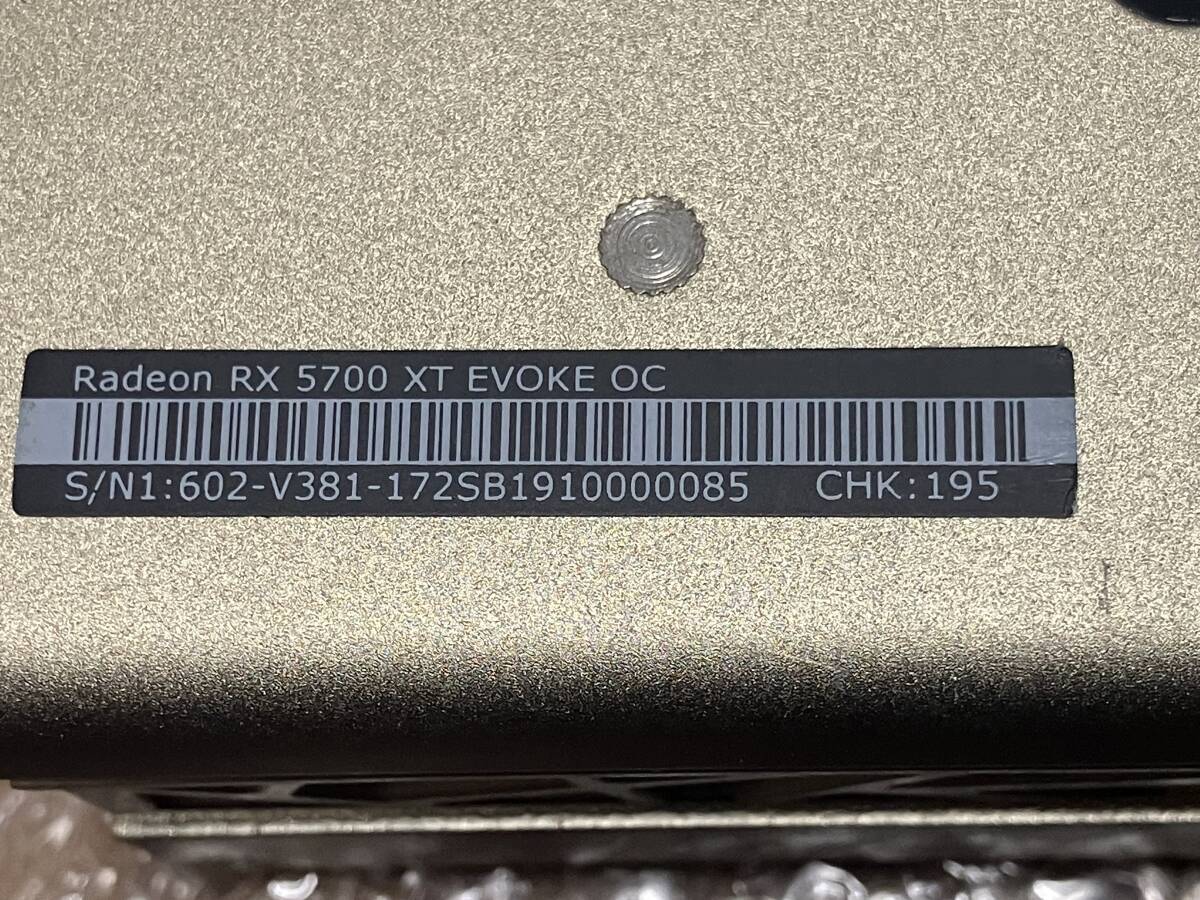 Radeon RX 5700 XT EVOKE OC
S/N1:602-V381-172SB1910000085 CHK:195